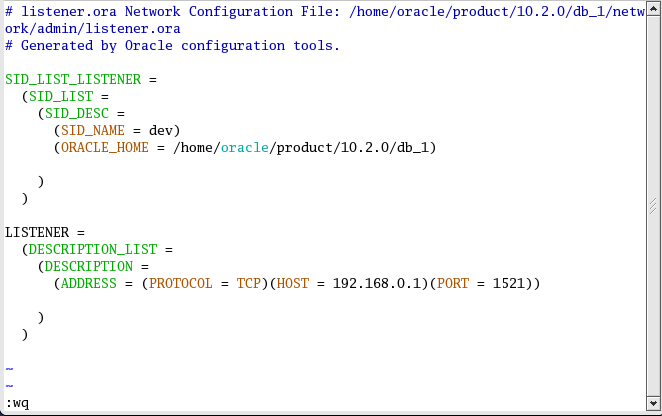 # listener.ora Network Configuration File: /home/oracle/product/10.2.0/db_1/netw
ork/admin/listener.ora
# Generated by Oracle configuration tools.

SID_LIST_LISTENER =
  (SID_LIST =
    (SID_DESC =
      (SID_NAME = dev)
      (ORACLE_HOME = /home/oracle/product/10.2.0/db_1)

    )
  )

LISTENER =
  (DESCRIPTION_LIST =
    (DESCRIPTION =
      (ADDRESS = (PROTOCOL = TCP)(HOST = 192.168.0.1)(PORT = 1521))

    )
  )

~
~
:wq